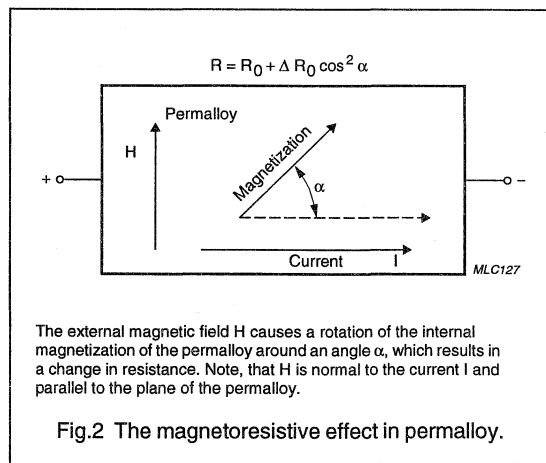 R = R0 + Δ R0 cos² α
Permalloy
H
Magnetization
α
+
−
Current I
MLC127
The external magnetic field H causes a rotation of the internal
magnetization of the permalloy around an angle α, which results in
a change in resistance. Note, that H is normal to the current I and
parallel to the plane of the permalloy.
Fig.2 The magnetoresistive effect in permalloy.